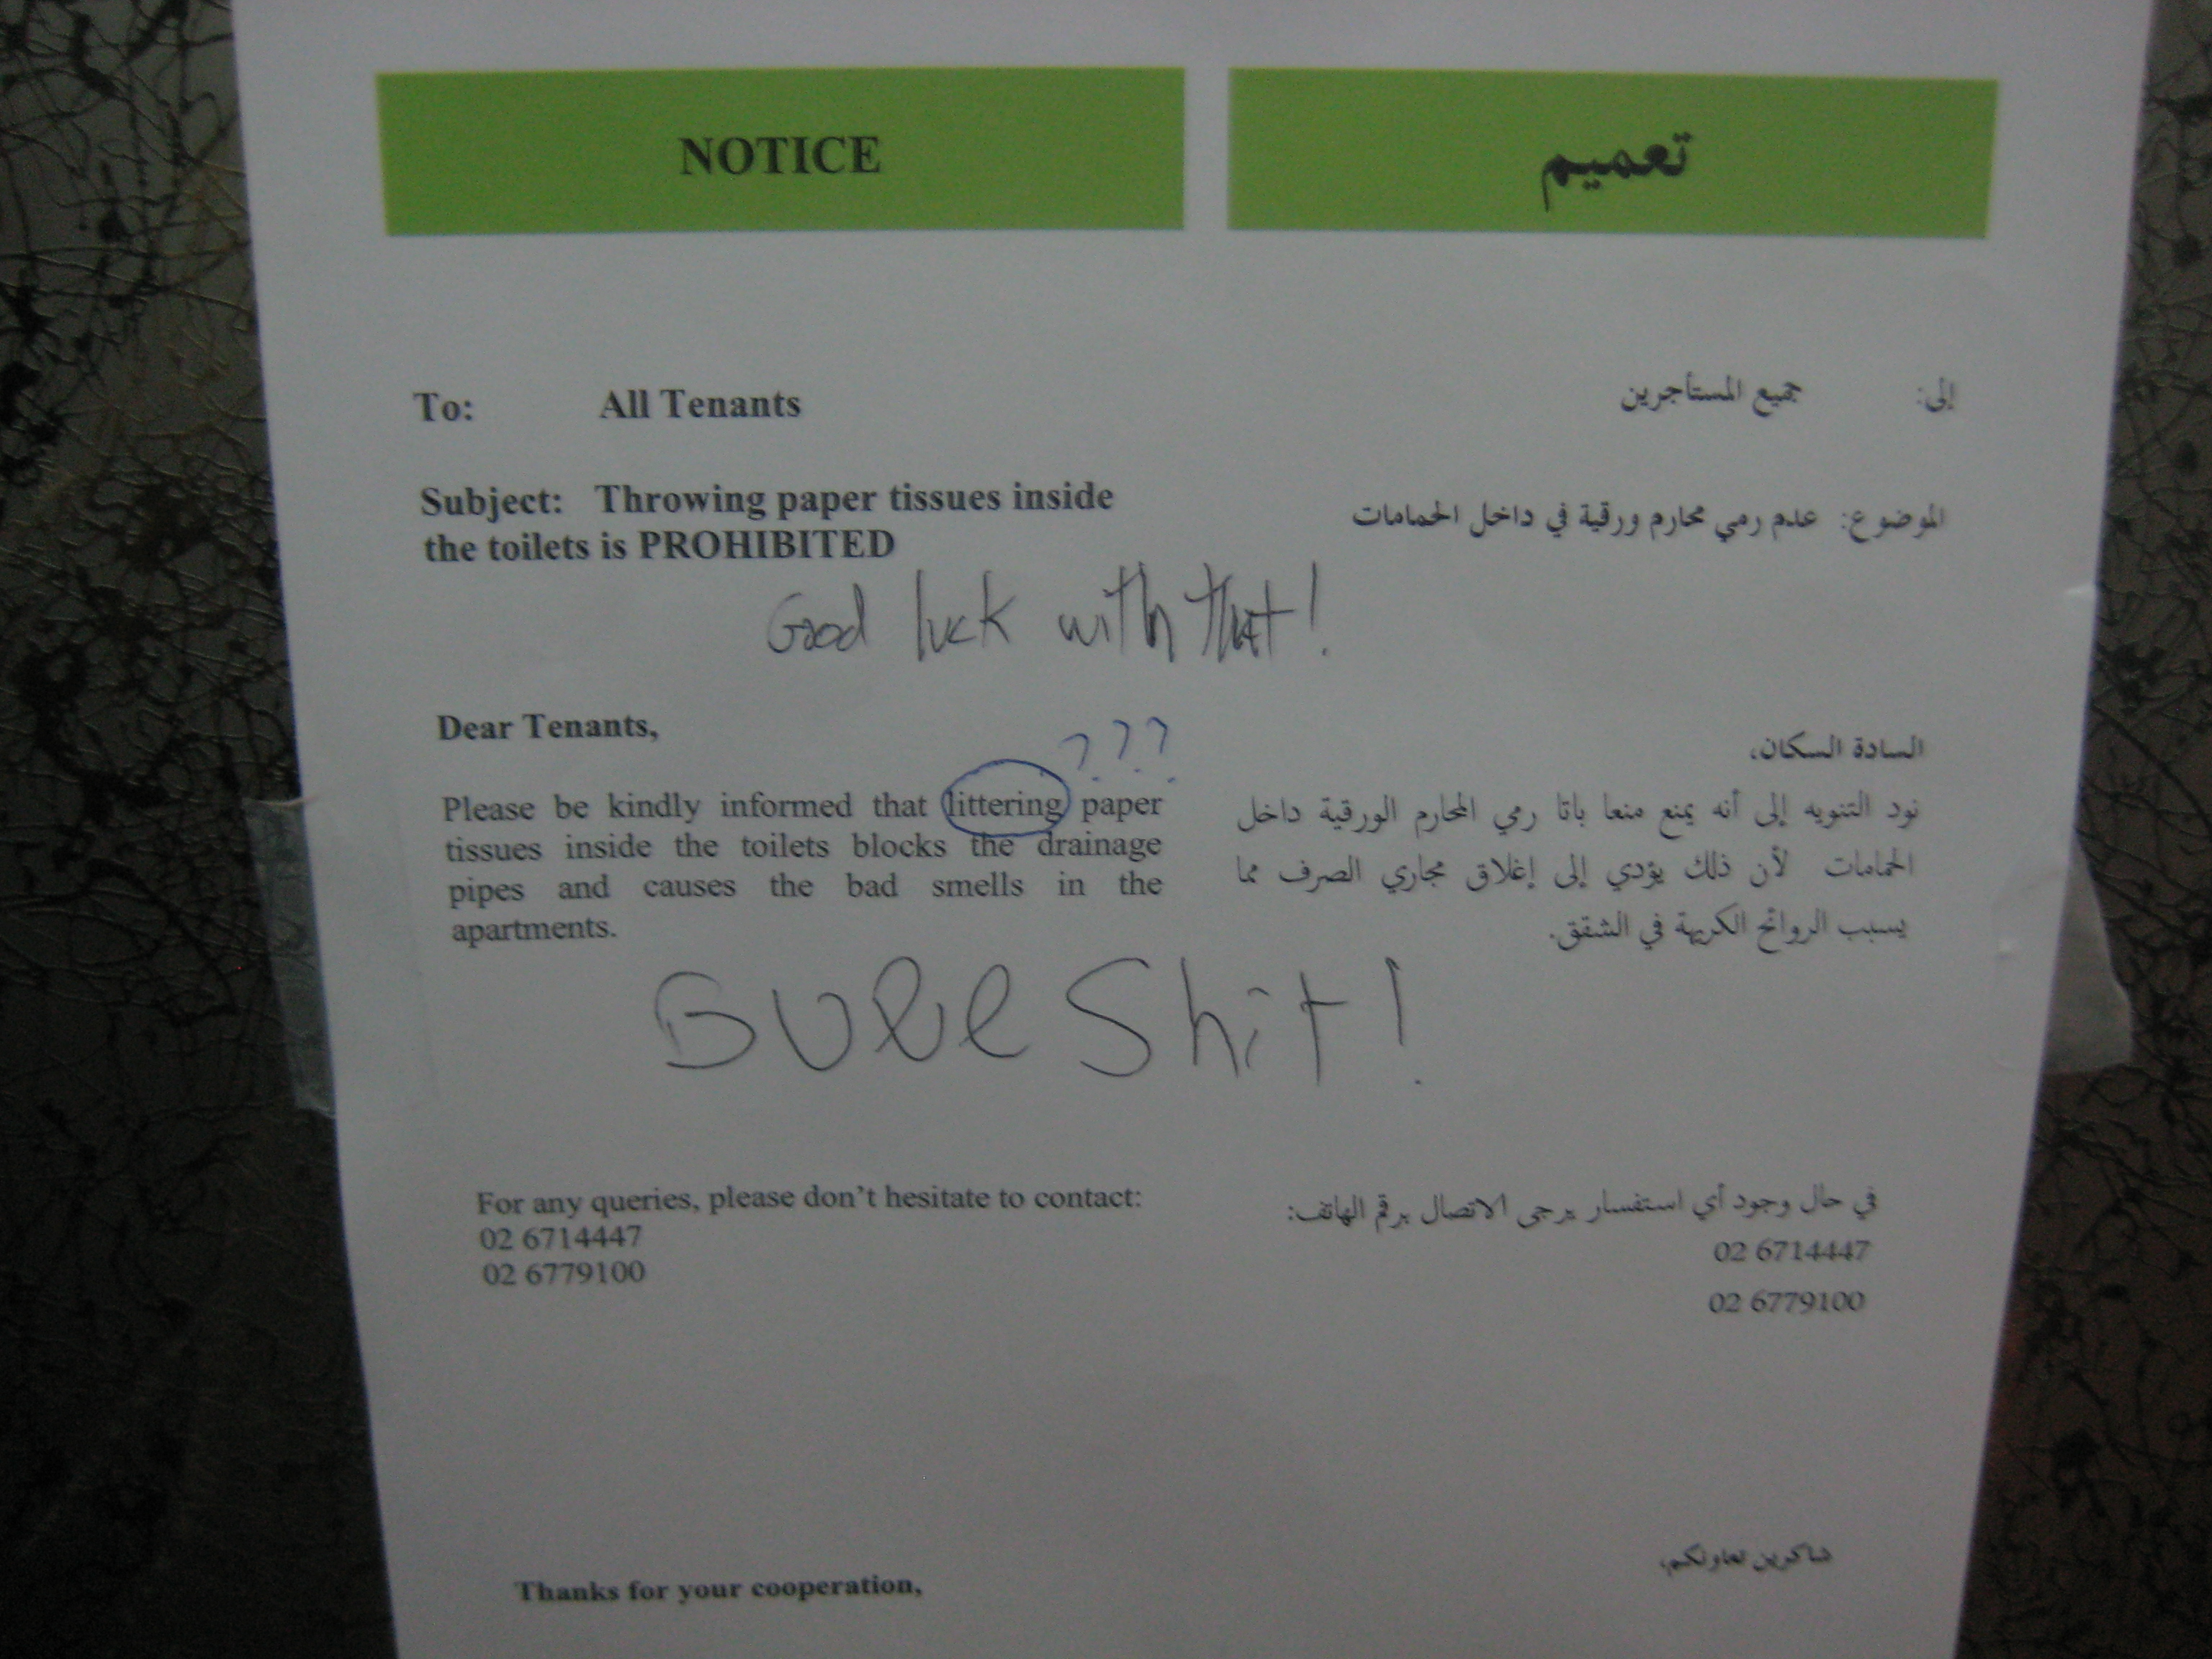 NOTICE
تعميم
To: All Tenants
Subject: Throwing paper tissues inside
the toilets is PROHIBITED
Good luck with that!
Dear Tenants,
???
Please be kindly informed that littering paper
tissues inside the toilets blocks the drainage
pipes and causes the bad smells in the
apartments.
Bull Shit!
For any queries, please don't hesitate to contact:
02 6714447
02 6779100
Thanks for your cooperation,
إلى: جميع المستأجرين
الموضوع: عدم رمي محارم ورقية في داخل الحمامات
السادة السكان،
نود التنويه إلى أنه يمنع منعا باتا رمي المحارم الورقية داخل
الحمامات لأن ذلك يؤدي إلى إغلاق مجاري الصرف مما
يسبب الروائح الكريهة في الشقق.
في حال وجود أي استفسار يرجى الاتصال برقم الهاتف:
02 6714447
02 6779100
شاكرين تعاونكم،